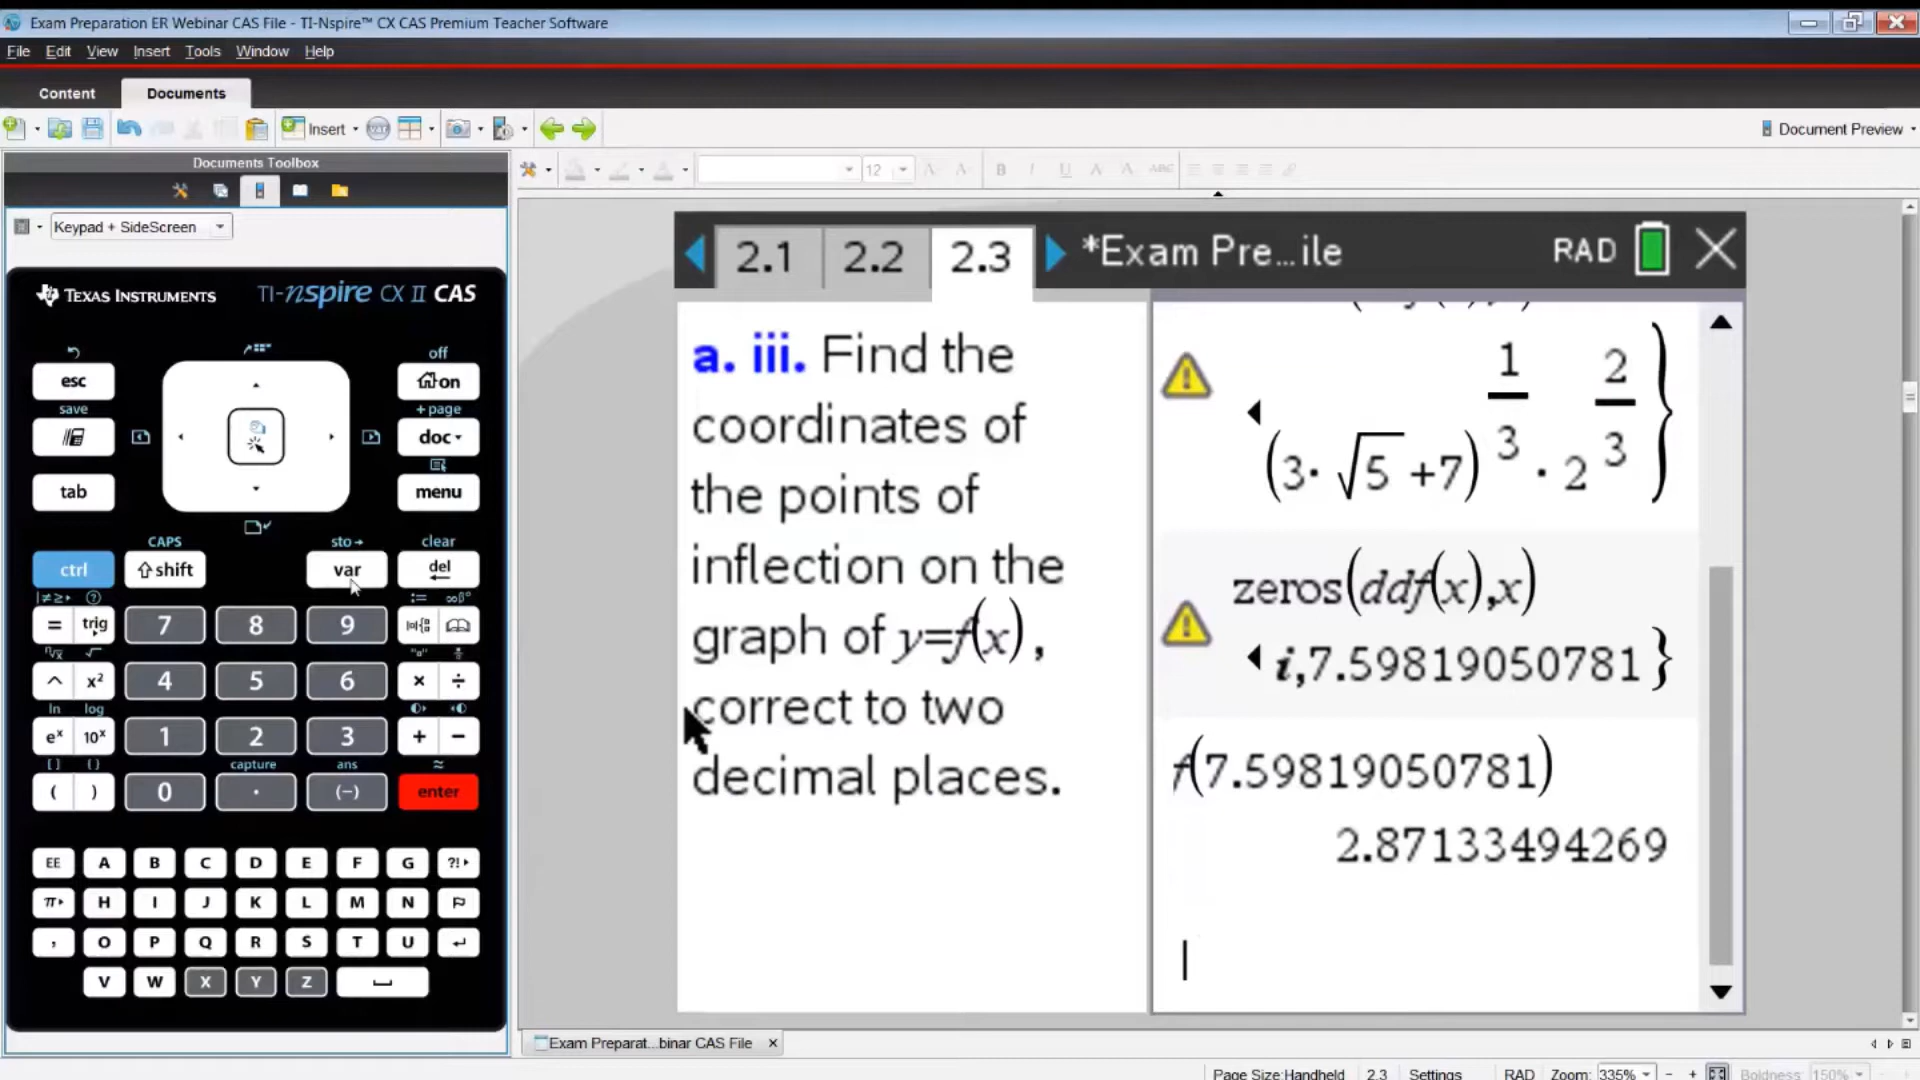 Exam Preparation ER Webinar CAS File - TI-Nspire™ CX CAS Premium Teacher Software
File Edit View Insert Tools Window Help
Content Documents
Insert
Document Preview
Documents Toolbox
12
B I U A A ABC
Keypad + SideScreen
TEXAS INSTRUMENTS TI-nspire CX II CAS
off
esc
on
save
+ page
doc
tab
menu
CAPS
sto→
clear
ctrl
shift
var
del
|≠≥▸
:=
∞β°
= trig 7 8 9
ⁿ√x √
^ x² 4 5 6 × ÷
ln log
eˣ 10ˣ 1 2 3 + −
[ ] { } capture ans ≈
( ) 0 . (−) enter
EE A B C D E F G ?!▸
π▸ H I J K L M N
, O P Q R S T U
V W X Y Z
2.1 2.2 2.3 *Exam Pre...ile RAD
a. iii. Find the
coordinates of
the points of
inflection on the
graph of y=f(x),
correct to two
decimal places.
(3·√5+7)^(1/3)·2^(2/3)}
zeros(ddf(x),x)
i,7.59819050781}
f(7.59819050781)
2.87133494269
Exam Preparat...binar CAS File
Page Size:Handheld 2.3 Settings RAD Zoom: 335% − + Boldness: 150%